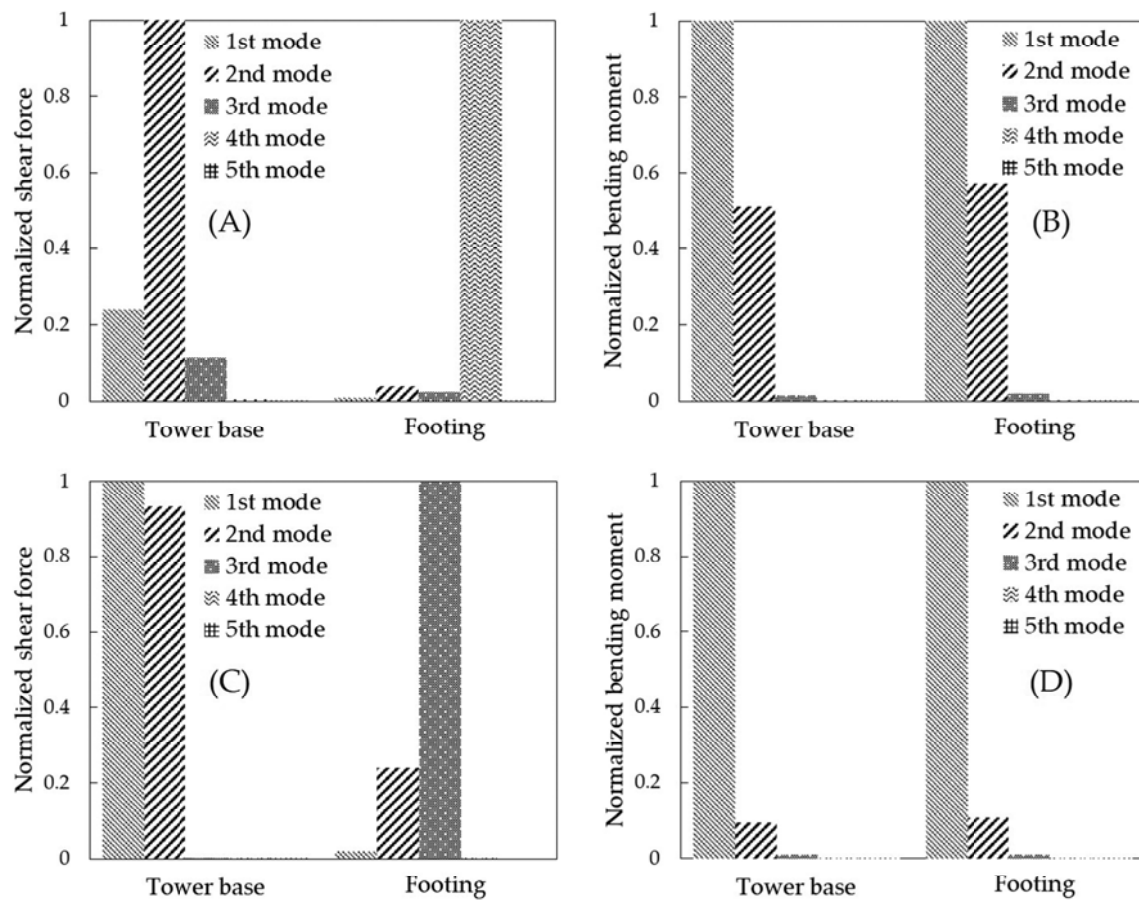 Normalized shear force
1
0.8
0.6
0.4
0.2
0
1st mode
2nd mode
3rd mode
4th mode
5th mode
(A)
Tower base
Footing
Normalized bending moment
1
0.8
0.6
0.4
0.2
0
1st mode
2nd mode
3rd mode
4th mode
5th mode
(B)
Tower base
Footing
Normalized shear force
1
0.8
0.6
0.4
0.2
0
1st mode
2nd mode
3rd mode
4th mode
5th mode
(C)
Tower base
Footing
Normalized bending moment
1
0.8
0.6
0.4
0.2
0
1st mode
2nd mode
3rd mode
4th mode
5th mode
(D)
Tower base
Footing